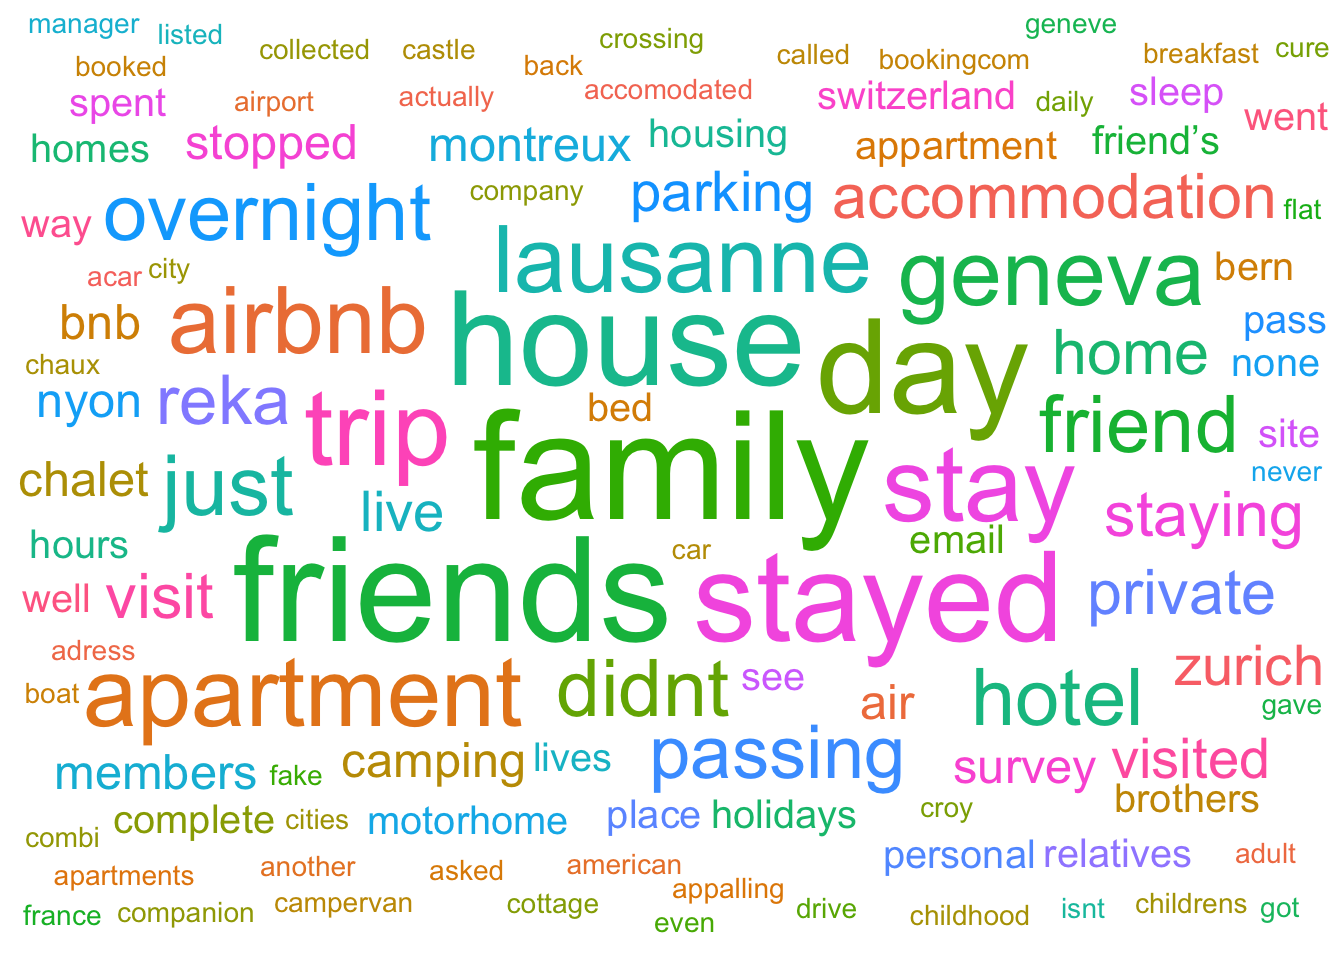 manager listed collected castle crossing called bookingcom geneve breakfast cure
booked spent airport actually back accomodated switzerland daily sleep went
homes stopped montreux housing appartment friend’s
way overnight company parking accommodation flat
acar city lausanne geneva bern
bnb airbnb house day home pass
chaux none
nyon reka trip bed friend site
chalet just live family stay staying never
hours car email
well visit friends stayed private
adress
boat apartment didnt see air hotel zurich gave
members fake camping lives passing survey visited
combi complete cities motorhome place holidays croy brothers
apartments another asked american personal relatives adult
france companion campervan cottage appalling even drive childhood isnt childrens got